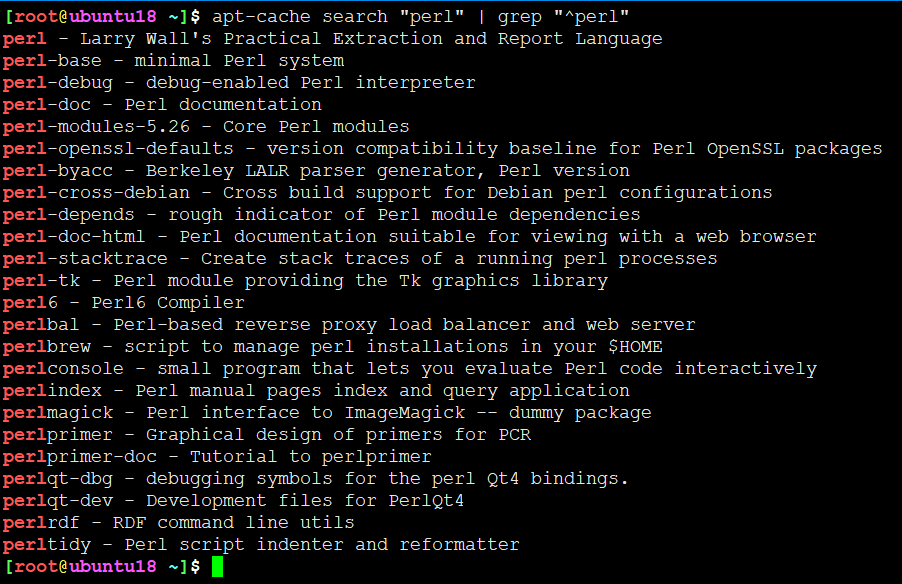 [root@ubuntu18 ~]$ apt-cache search "perl" | grep "^perl"
perl - Larry Wall's Practical Extraction and Report Language
perl-base - minimal Perl system
perl-debug - debug-enabled Perl interpreter
perl-doc - Perl documentation
perl-modules-5.26 - Core Perl modules
perl-openssl-defaults - version compatibility baseline for Perl OpenSSL packages
perl-byacc - Berkeley LALR parser generator, Perl version
perl-cross-debian - Cross build support for Debian perl configurations
perl-depends - rough indicator of Perl module dependencies
perl-doc-html - Perl documentation suitable for viewing with a web browser
perl-stacktrace - Create stack traces of a running perl processes
perl-tk - Perl module providing the Tk graphics library
perl6 - Perl6 Compiler
perlbal - Perl-based reverse proxy load balancer and web server
perlbrew - script to manage perl installations in your $HOME
perlconsole - small program that lets you evaluate Perl code interactively
perlindex - Perl manual pages index and query application
perlmagick - Perl interface to ImageMagick -- dummy package
perlprimer - Graphical design of primers for PCR
perlprimer-doc - Tutorial to perlprimer
perlqt-dbg - debugging symbols for the perl Qt4 bindings.
perlqt-dev - Development files for PerlQt4
perlrdf - RDF command line utils
perltidy - Perl script indenter and reformatter
[root@ubuntu18 ~]$